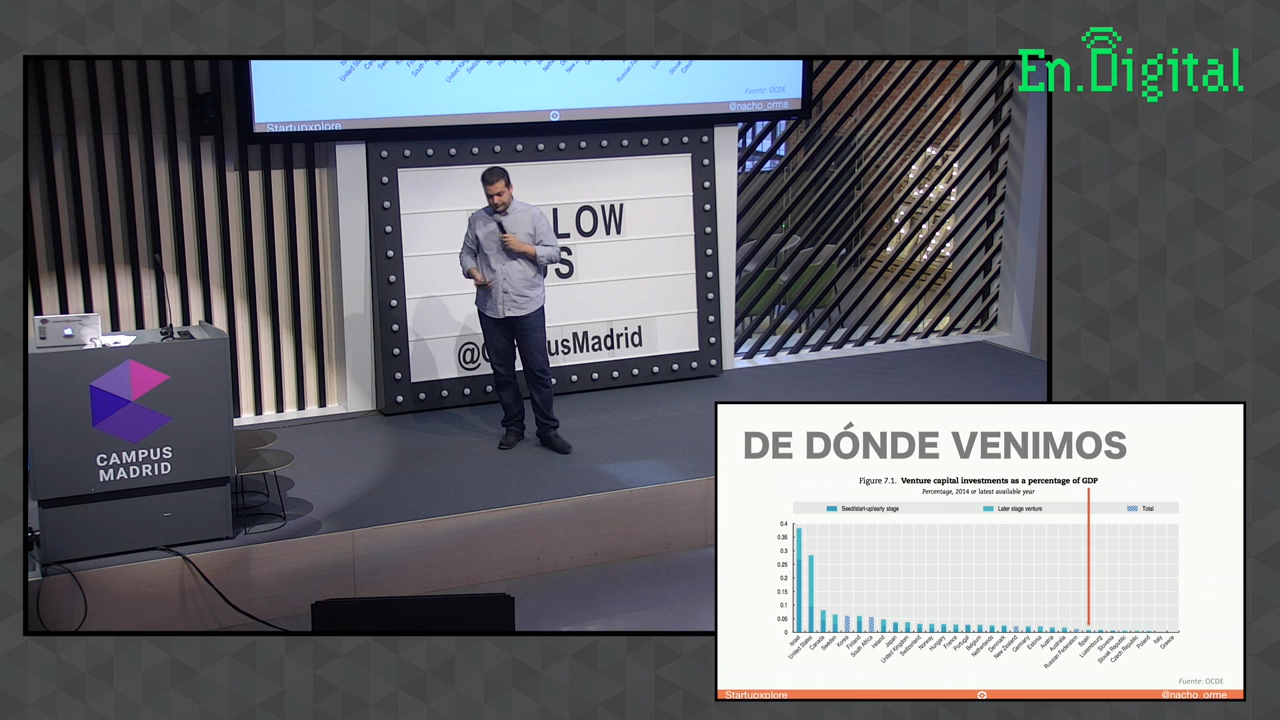 En.Digital
Fuente: OCDE
Startupxplore
@nacho_orme
LOW
@C usMadrid
CAMPUS
MADRID
DE DÓNDE VENIMOS
Figure 7.1. Venture capital investments as a percentage of GDP
Percentage, 2014 or latest available year
Seed/start-up/early stage
Later stage venture
Total
0.4
0.35
0.3
0.25
0.2
0.15
0.1
0.05
0
Israel
United States
Canada
Sweden
Korea
Finland
South Africa
Ireland
Japan
United Kingdom
Switzerland
Norway
Hungary
France
Portugal
Belgium
Netherlands
Denmark
New Zealand
Germany
Estonia
Austria
Australia
Russian Federation
Spain
Luxembourg
Slovenia
Slovak Republic
Czech Republic
Poland
Italy
Greece
Fuente: OCDE
Startupxplore
@nacho_orme